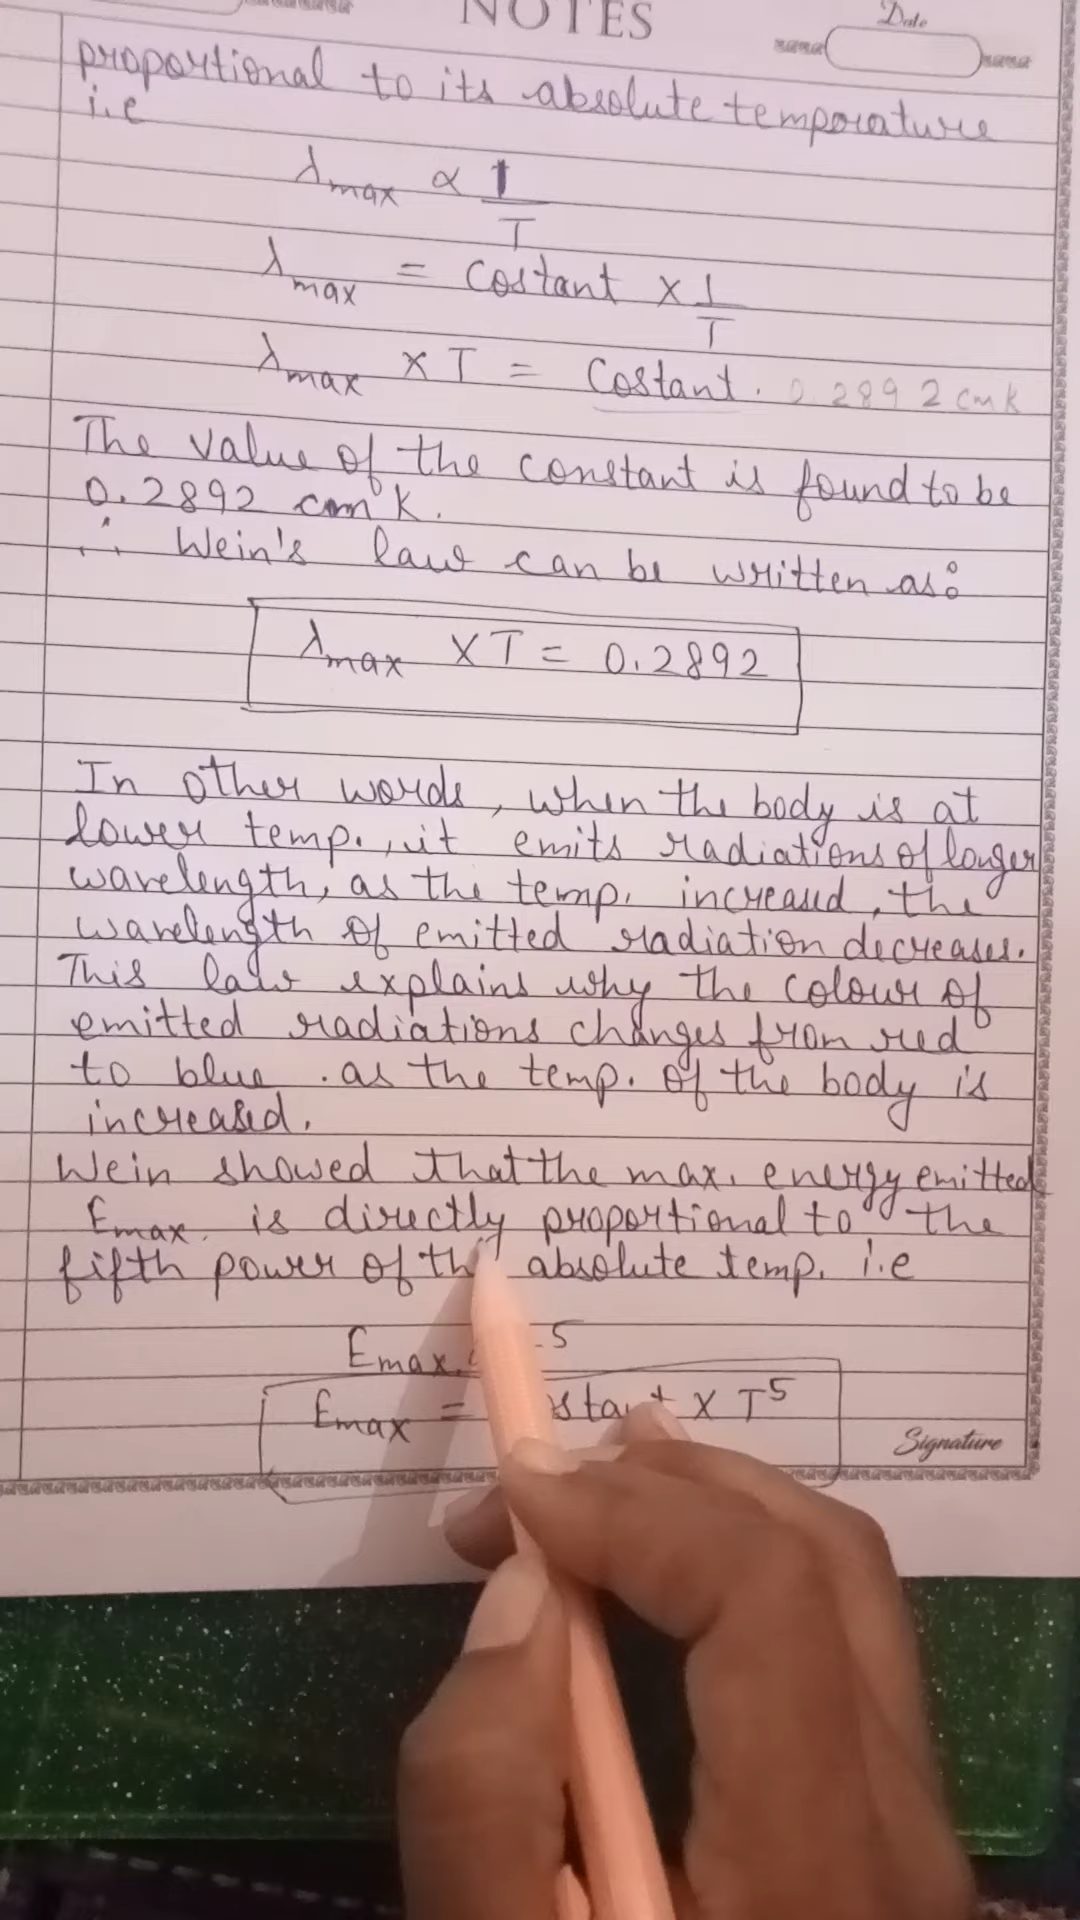 NOTES
Date
proportional to its absolute temperature
i.e
λmax ∝ 1/T
λmax = Costant × 1/T
λmax × T = Costant. 0.2892 cmk
The value of the constant is found to be
0.2892 cm K.
∴ Wein's law can be written as:
λmax × T = 0.2892
In other words, when the body is at
lower temp., it emits radiations of longer
wavelength, as the temp. increased, the
wavelength of emitted radiation decreases.
This law explains why the colour of
emitted radiations changes from red
to blue . as the temp. of the body is
increased.
Wein showed that the max. energy emitted
Emax. is directly proportional to the
fifth power of the absolute temp. i.e
Emax. 5
Emax = stant × T⁵
Signature